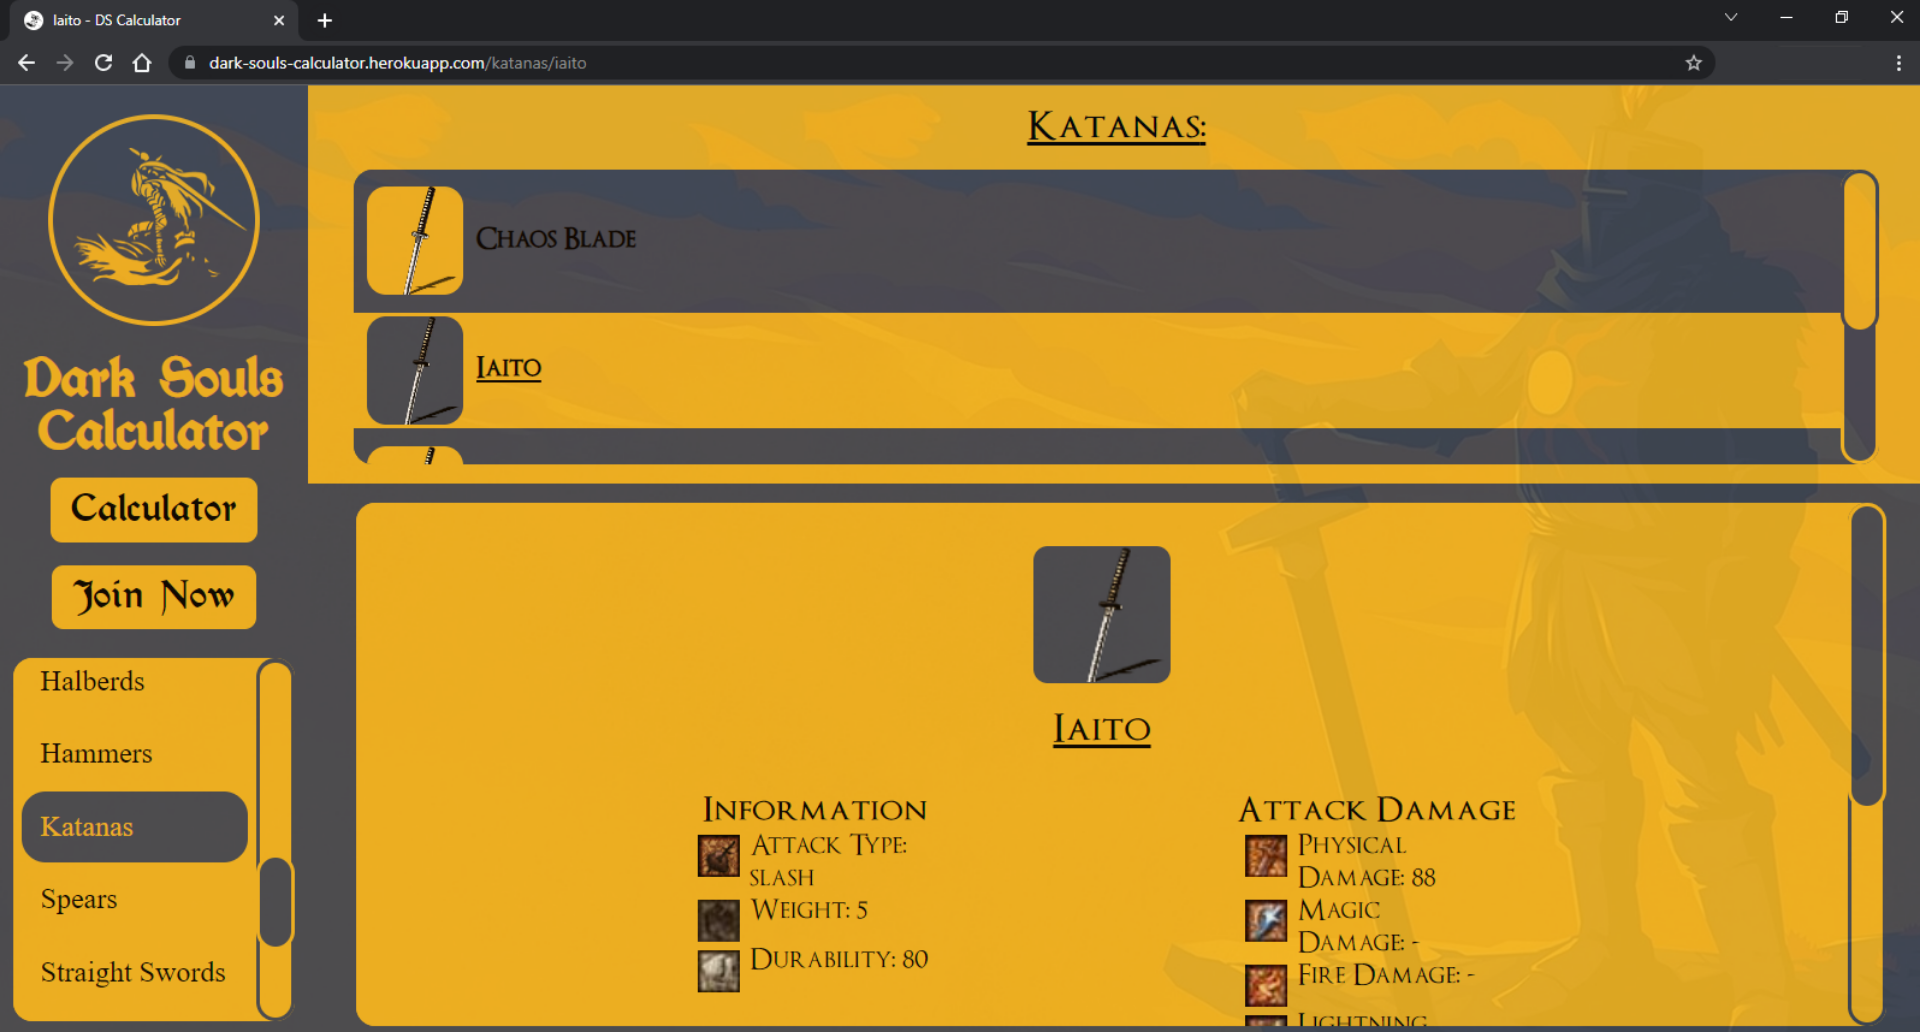 Iaito - DS Calculator
dark-souls-calculator.herokuapp.com/katanas/iaito
Dark Souls
Calculator
Calculator
Join Now
Halberds
Hammers
Katanas
Spears
Straight Swords
Katanas:
Chaos Blade
Iaito
Iaito
Information
Attack Type:
slash
Weight: 5
Durability: 80
Attack Damage
Physical
Damage: 88
Magic
Damage: -
Fire Damage: -
Lightning